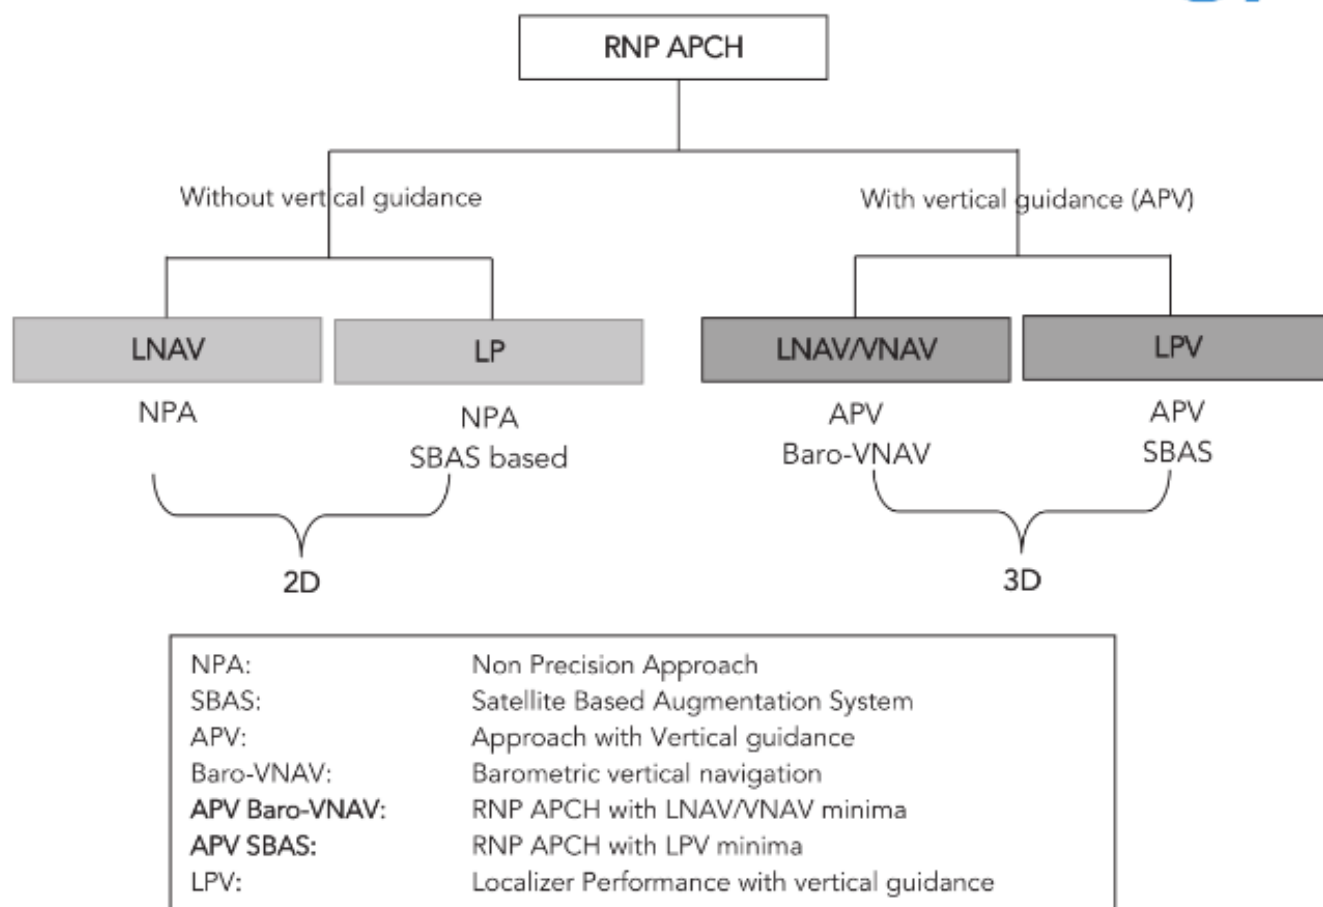 RNP APCH
Without vertical guidance
With vertical guidance (APV)
LNAV
LP
LNAV/VNAV
LPV
NPA
NPA
SBAS based
APV
Baro-VNAV
APV
SBAS
2D
3D
NPA: Non Precision Approach
SBAS: Satellite Based Augmentation System
APV: Approach with Vertical guidance
Baro-VNAV: Barometric vertical navigation
APV Baro-VNAV: RNP APCH with LNAV/VNAV minima
APV SBAS: RNP APCH with LPV minima
LPV: Localizer Performance with vertical guidance